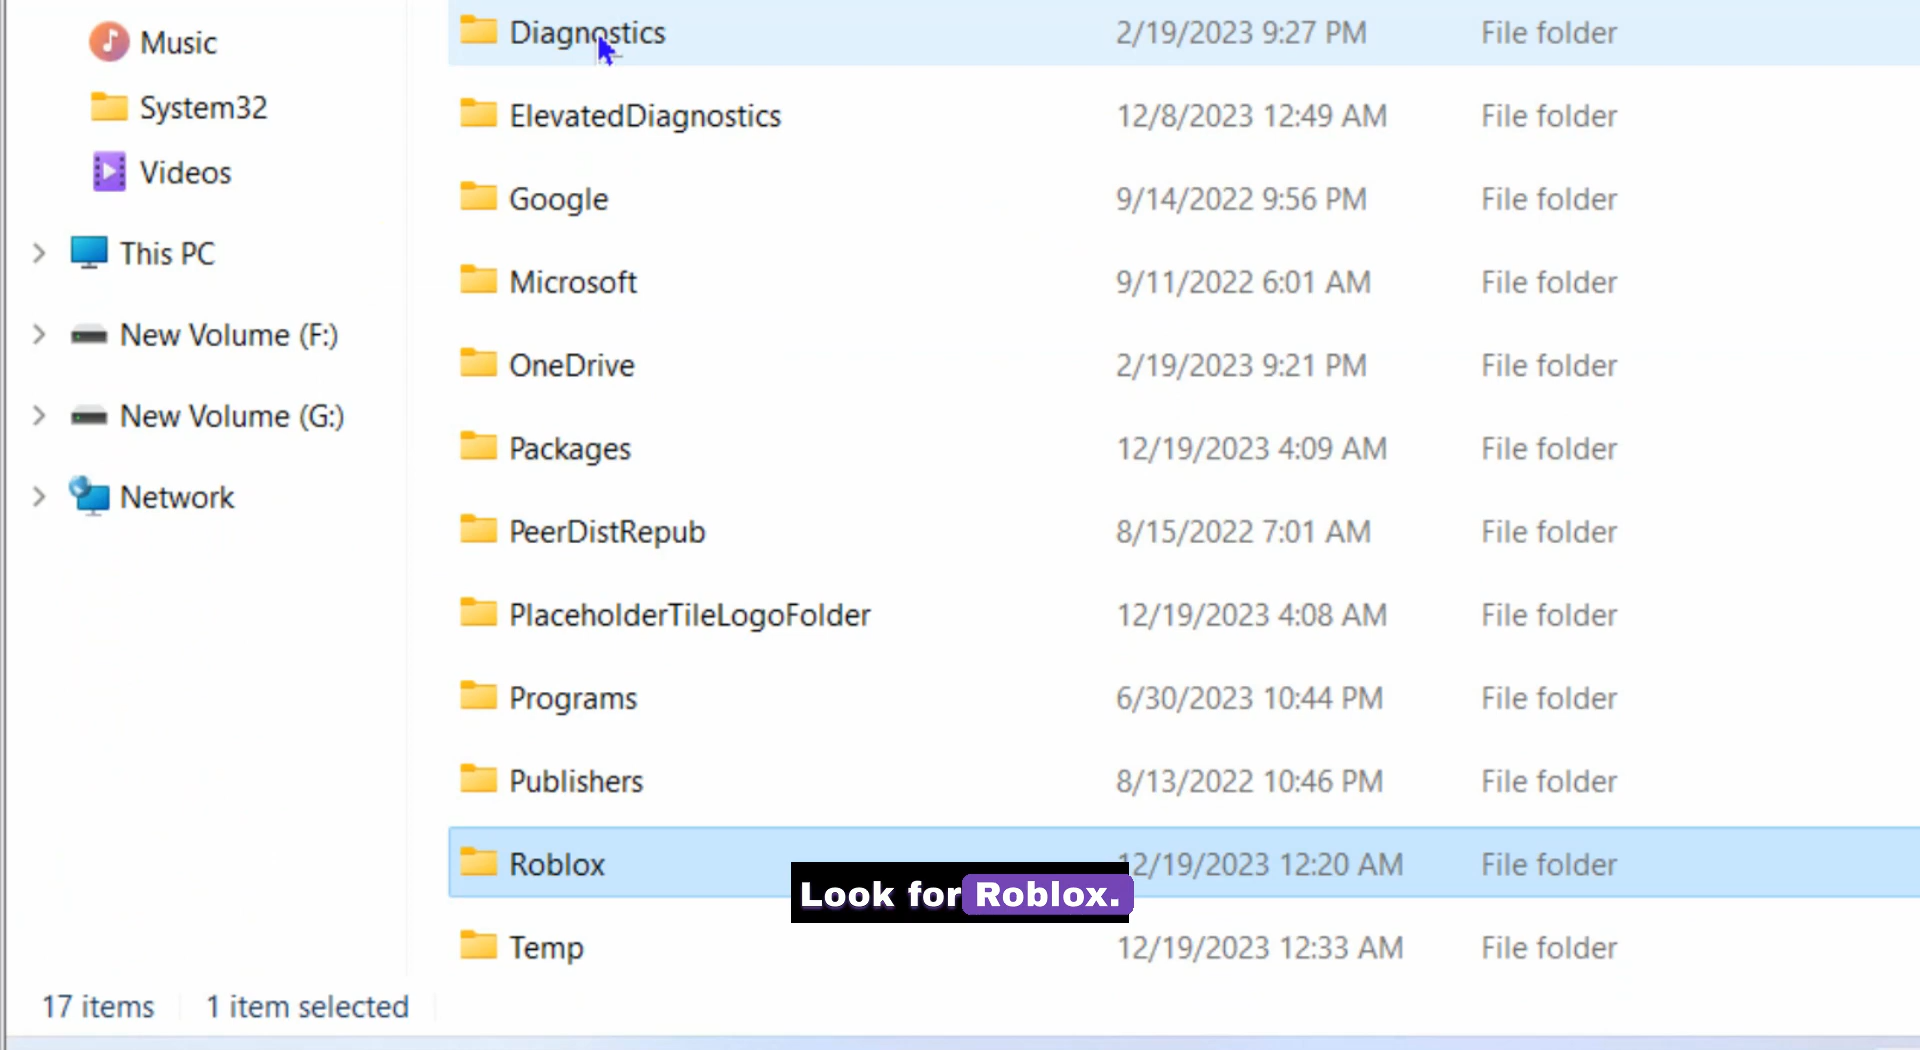 Music
System32
Videos
This PC
New Volume (F:)
New Volume (G:)
Network
Diagnostics 2/19/2023 9:27 PM File folder
ElevatedDiagnostics 12/8/2023 12:49 AM File folder
Google 9/14/2022 9:56 PM File folder
Microsoft 9/11/2022 6:01 AM File folder
OneDrive 2/19/2023 9:21 PM File folder
Packages 12/19/2023 4:09 AM File folder
PeerDistRepub 8/15/2022 7:01 AM File folder
PlaceholderTileLogoFolder 12/19/2023 4:08 AM File folder
Programs 6/30/2023 10:44 PM File folder
Publishers 8/13/2022 10:46 PM File folder
Roblox 12/19/2023 12:20 AM File folder
Look for Roblox.
Temp 12/19/2023 12:33 AM File folder
17 items 1 item selected